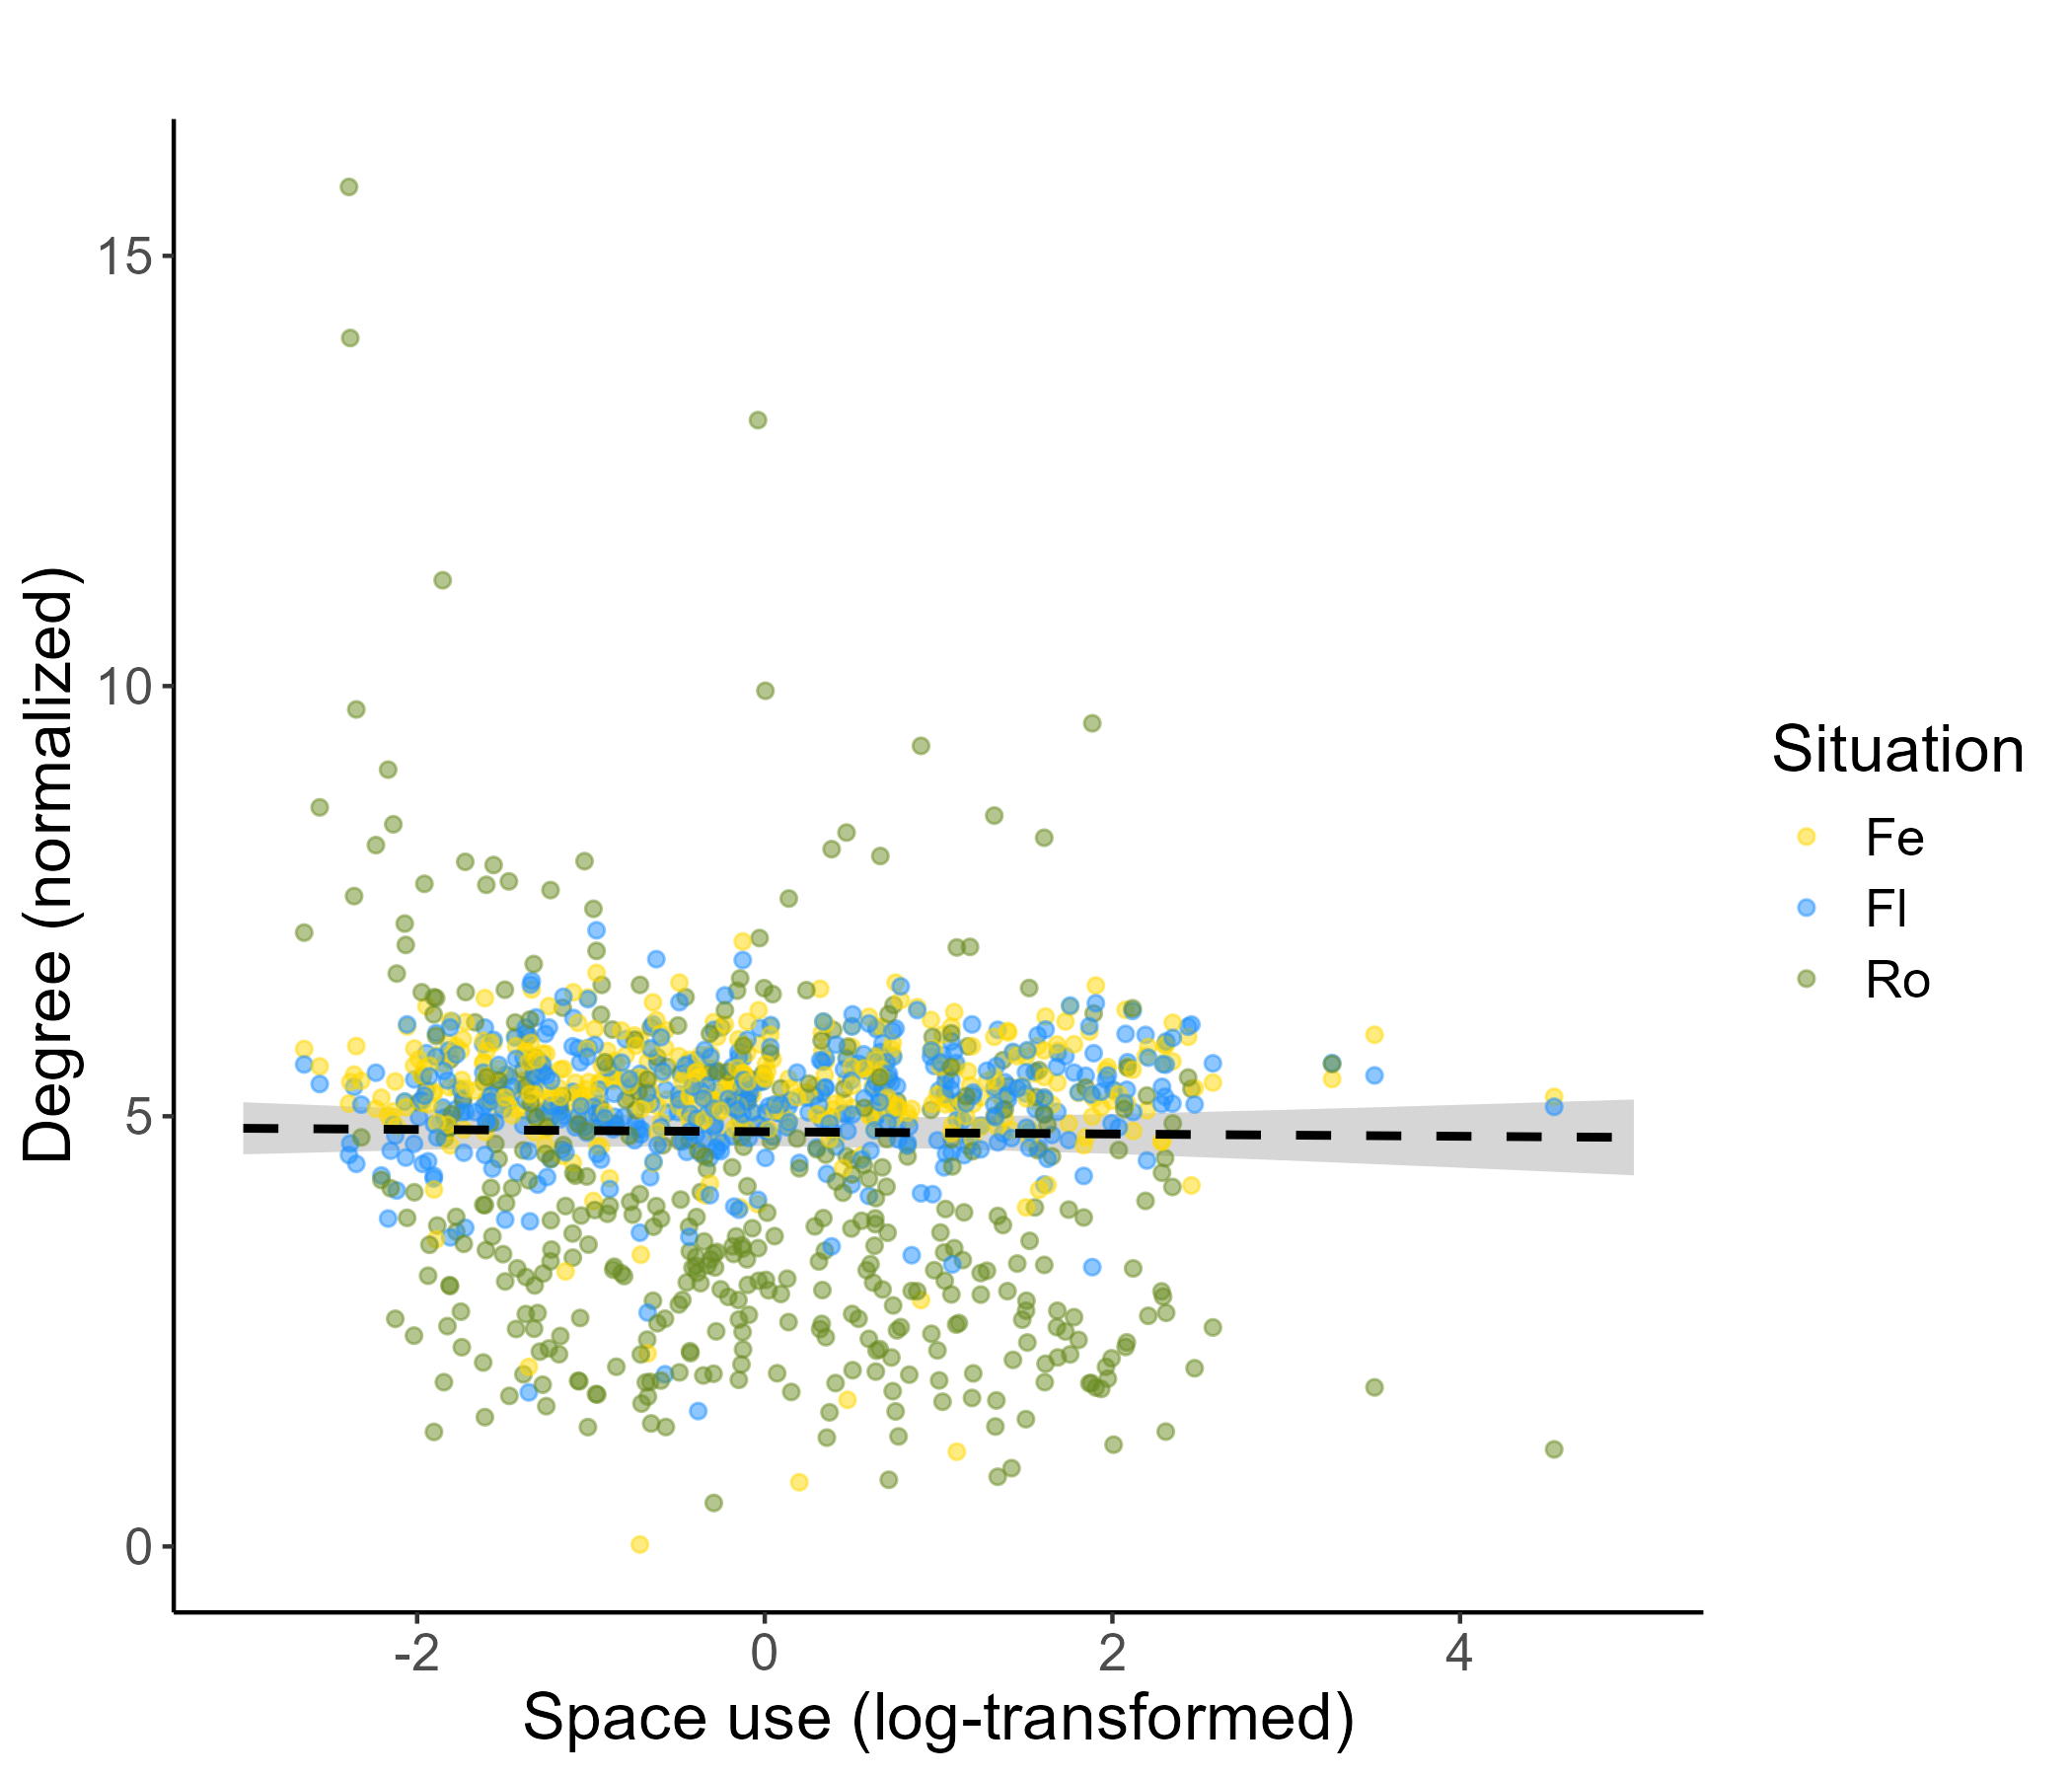 15
10
5
0
Degree (normalized)
-2
0
2
4
Space use (log-transformed)
Situation
Fe
Fl
Ro